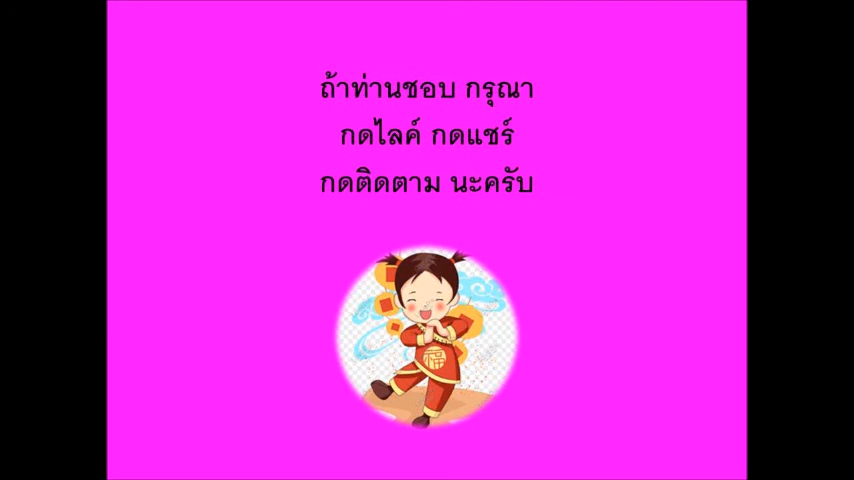 ถ้าท่านชอบ กรุณา
กดไลค์ กดแชร์
กดติดตาม นะครับ
福